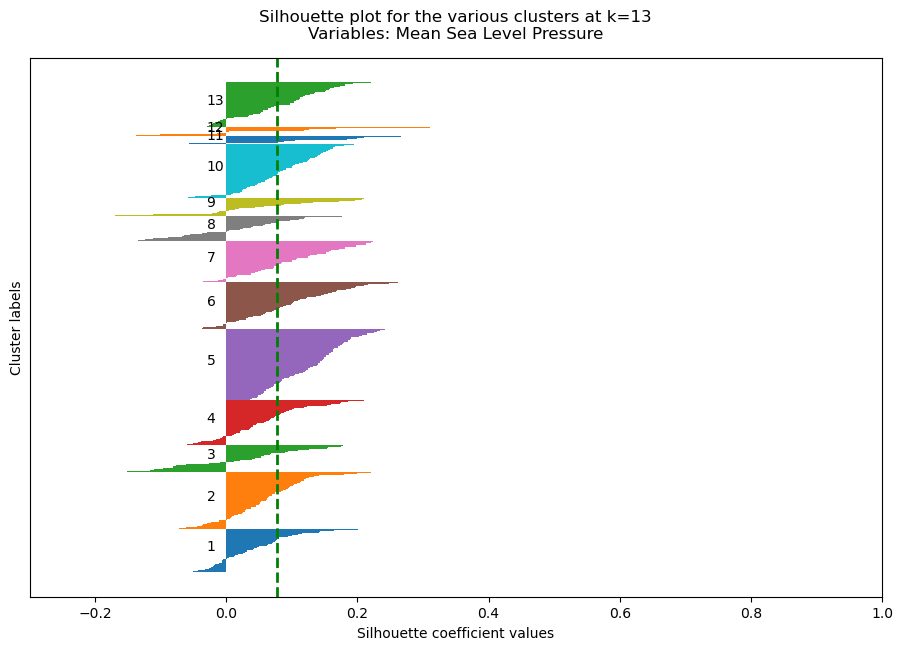 Silhouette plot for the various clusters at k=13
Variables: Mean Sea Level Pressure
13
12
11
10
9
8
7
6
5
4
3
2
1
Cluster labels
−0.2 0.0 0.2 0.4 0.6 0.8 1.0
Silhouette coefficient values